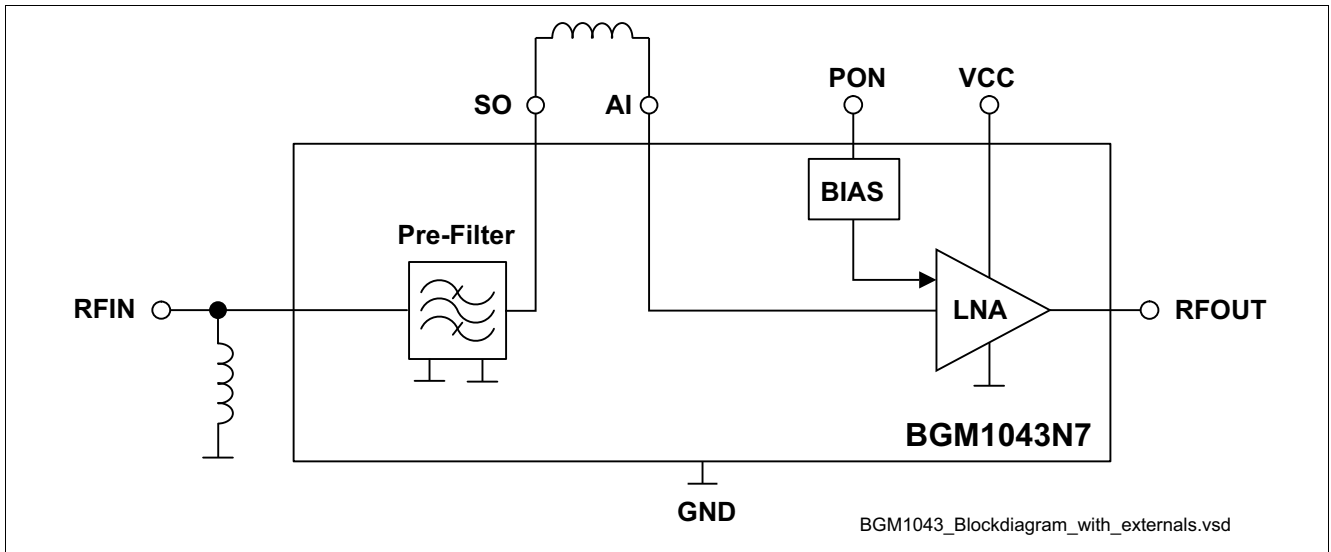 PON
VCC
SO
AI
BIAS
Pre-Filter
RFIN
LNA
RFOUT
BGM1043N7
GND
BGM1043_Blockdiagram_with_externals.vsd